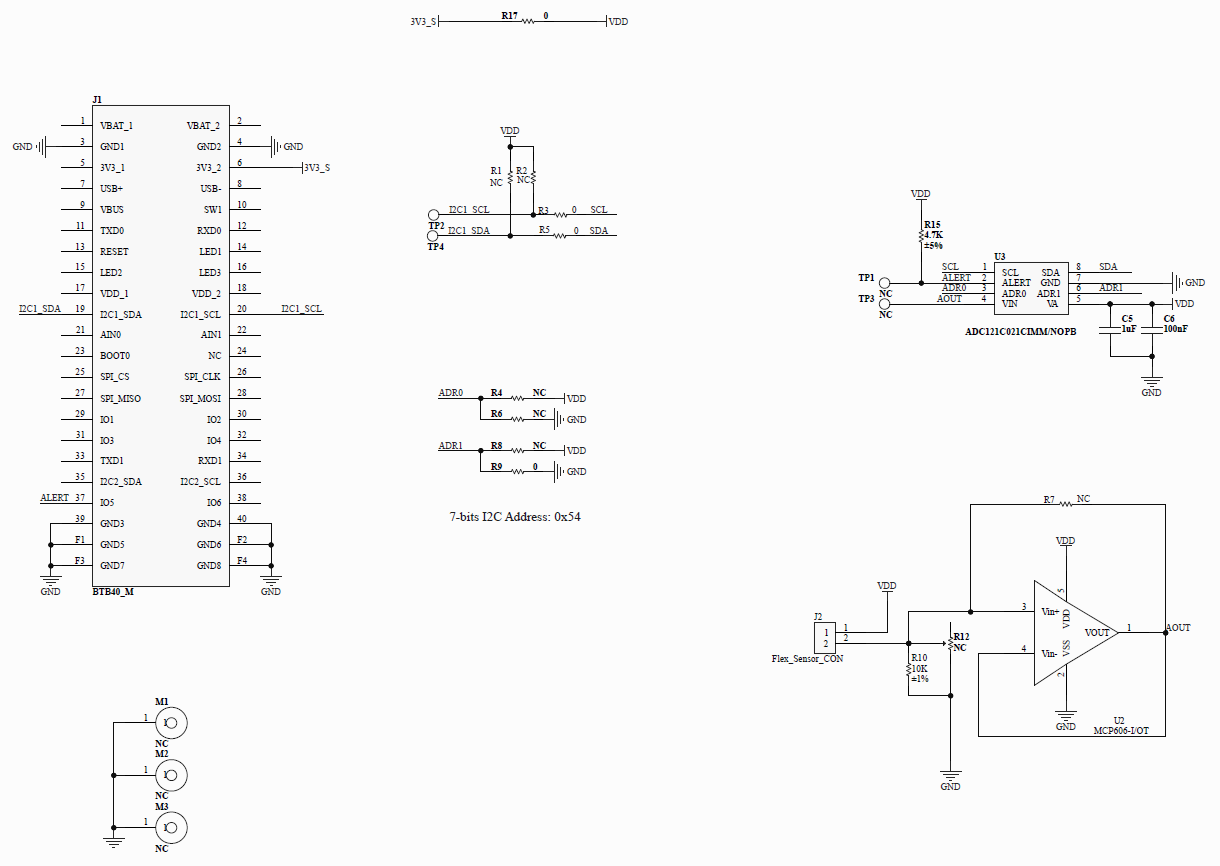 3V3_S R17 0 VDD
J1
1 VBAT_1 VBAT_2 2
GND 3 GND1 GND2 4 GND
5 3V3_1 3V3_2 6 3V3_S
7 USB+ USB- 8
9 VBUS SW1 10
11 TXD0 RXD0 12
13 RESET LED1 14
15 LED2 LED3 16
17 VDD_1 VDD_2 18
I2C1_SDA 19 I2C1_SDA I2C1_SCL 20 I2C1_SCL
21 AIN0 AIN1 22
23 BOOT0 NC 24
25 SPI_CS SPI_CLK 26
27 SPI_MISO SPI_MOSI 28
29 IO1 IO2 30
31 IO3 IO4 32
33 TXD1 RXD1 34
35 I2C2_SDA I2C2_SCL 36
ALERT 37 IO5 IO6 38
39 GND3 GND4 40
F1 GND5 GND6 F2
F3 GND7 GND8 F4
GND BTB40_M GND
VDD
R1 R2
NC NC
I2C1_SCL R3 0 SCL
TP2
I2C1_SDA R5 0 SDA
TP4
ADR0 R4 NC VDD
R6 NC GND
ADR1 R8 NC VDD
R9 0 GND
7-bits I2C Address: 0x54
VDD
R15
4.7K
±5%
U3
SCL 1 SCL SDA 8 SDA
TP1 ALERT 2 ALERT GND 7 GND
NC ADR0 3 ADR0 ADR1 6 ADR1
TP3 AOUT 4 VIN VA 5 VDD
NC
ADC121C021CIMM/NOPB
C5 C6
1uF 100nF
GND
R7 NC
VDD
5
VDD
J2
1 1
2 2
Flex_Sensor_CON
3 Vin+ VDD
R12
NC
VOUT 1 AOUT
4 Vin- VSS
R10
10K
±1%
2
GND
U2
MCP606-I/OT
GND
M1
1 1
NC
M2
1 1
NC
M3
1 1
NC